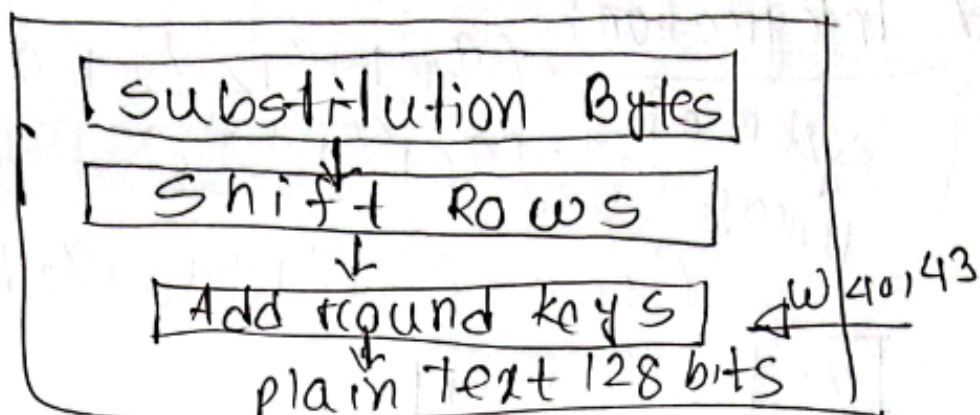 Substitution Bytes
Shift Rows
Add round keys
W 40,43
plain text 128 bits